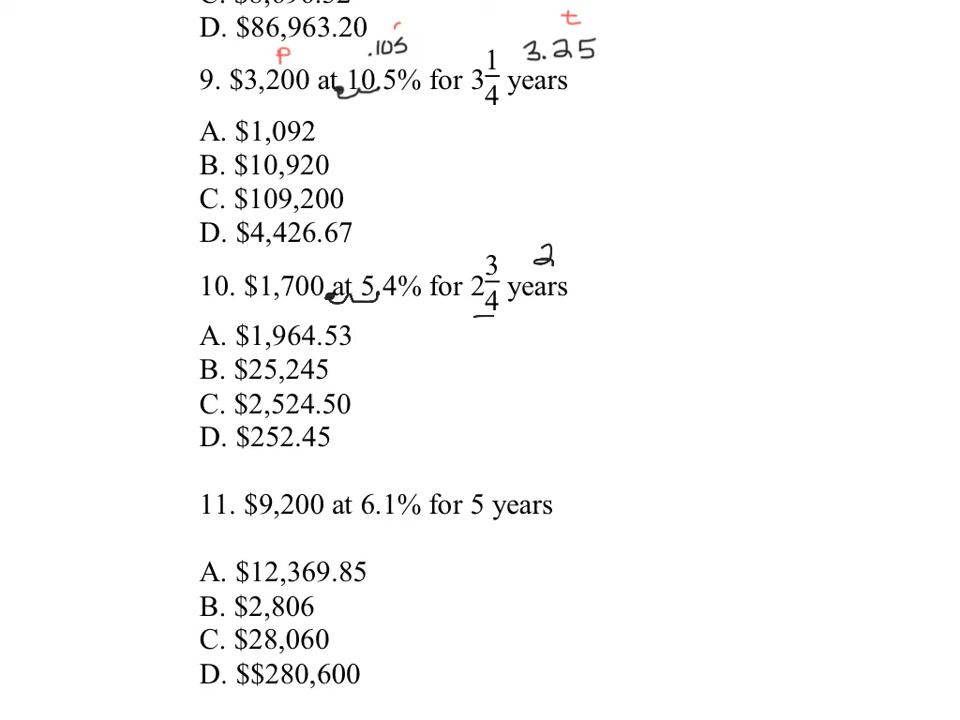 D. $86,963.20
r
t
P
.105
3.25
9. $3,200 at 10.5% for 3 1/4 years
A. $1,092
B. $10,920
C. $109,200
D. $4,426.67
2
10. $1,700 at 5.4% for 2 3/4 years
A. $1,964.53
B. $25,245
C. $2,524.50
D. $252.45
11. $9,200 at 6.1% for 5 years
A. $12,369.85
B. $2,806
C. $28,060
D. $$280,600